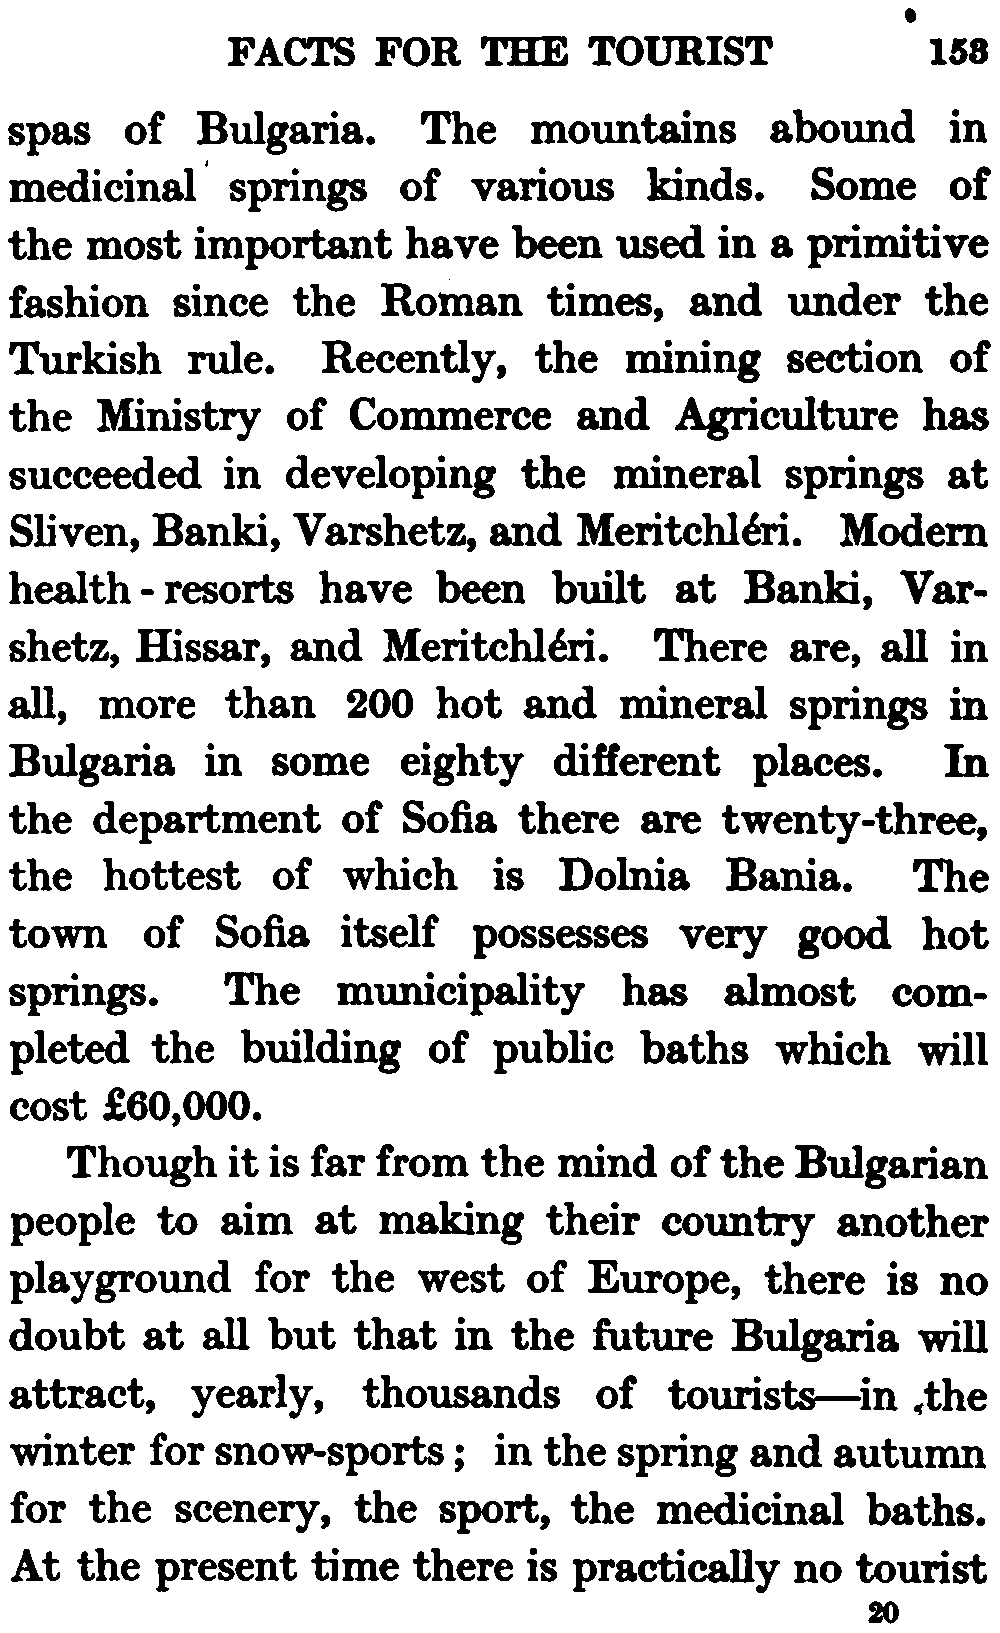 FACTS FOR THE TOURIST 153
spas of Bulgaria. The mountains abound in
medicinal springs of various kinds. Some of
the most important have been used in a primitive
fashion since the Roman times, and under the
Turkish rule. Recently, the mining section of
the Ministry of Commerce and Agriculture has
succeeded in developing the mineral springs at
Sliven, Banki, Varshetz, and Meritchléri. Modern
health-resorts have been built at Banki, Var-
shetz, Hissar, and Meritchléri. There are, all in
all, more than 200 hot and mineral springs in
Bulgaria in some eighty different places. In
the department of Sofia there are twenty-three,
the hottest of which is Dolnia Bania. The
town of Sofia itself possesses very good hot
springs. The municipality has almost com-
pleted the building of public baths which will
cost £60,000.
Though it is far from the mind of the Bulgarian
people to aim at making their country another
playground for the west of Europe, there is no
doubt at all but that in the future Bulgaria will
attract, yearly, thousands of tourists—in the
winter for snow-sports; in the spring and autumn
for the scenery, the sport, the medicinal baths.
At the present time there is practically no tourist
20